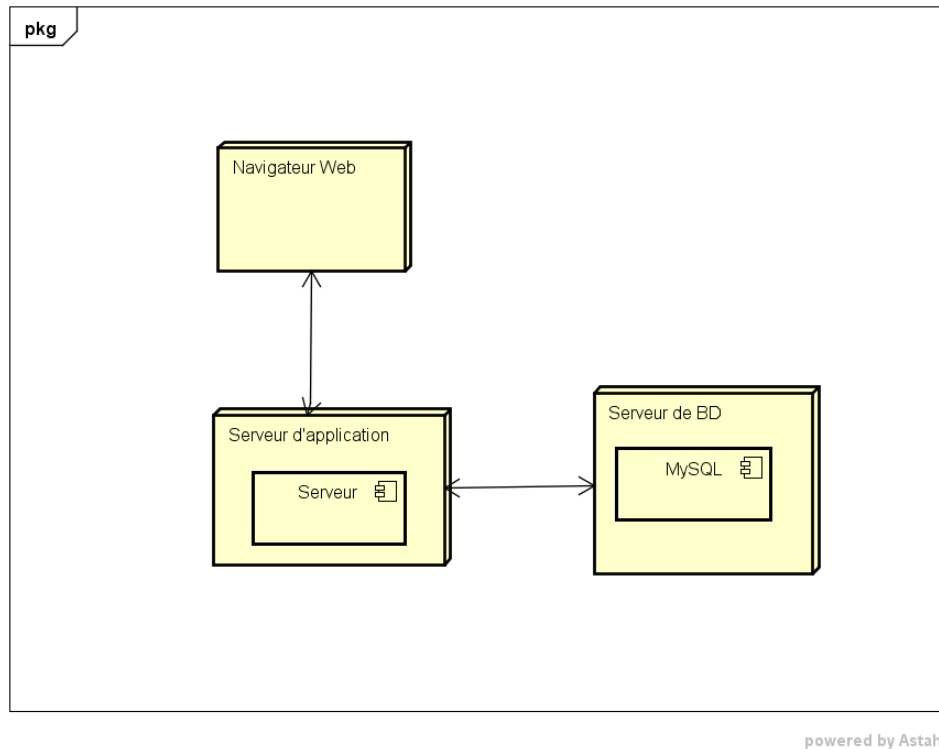 pkg
Navigateur Web
Serveur d'application
Serveur
Serveur de BD
MySQL
powered by Astah